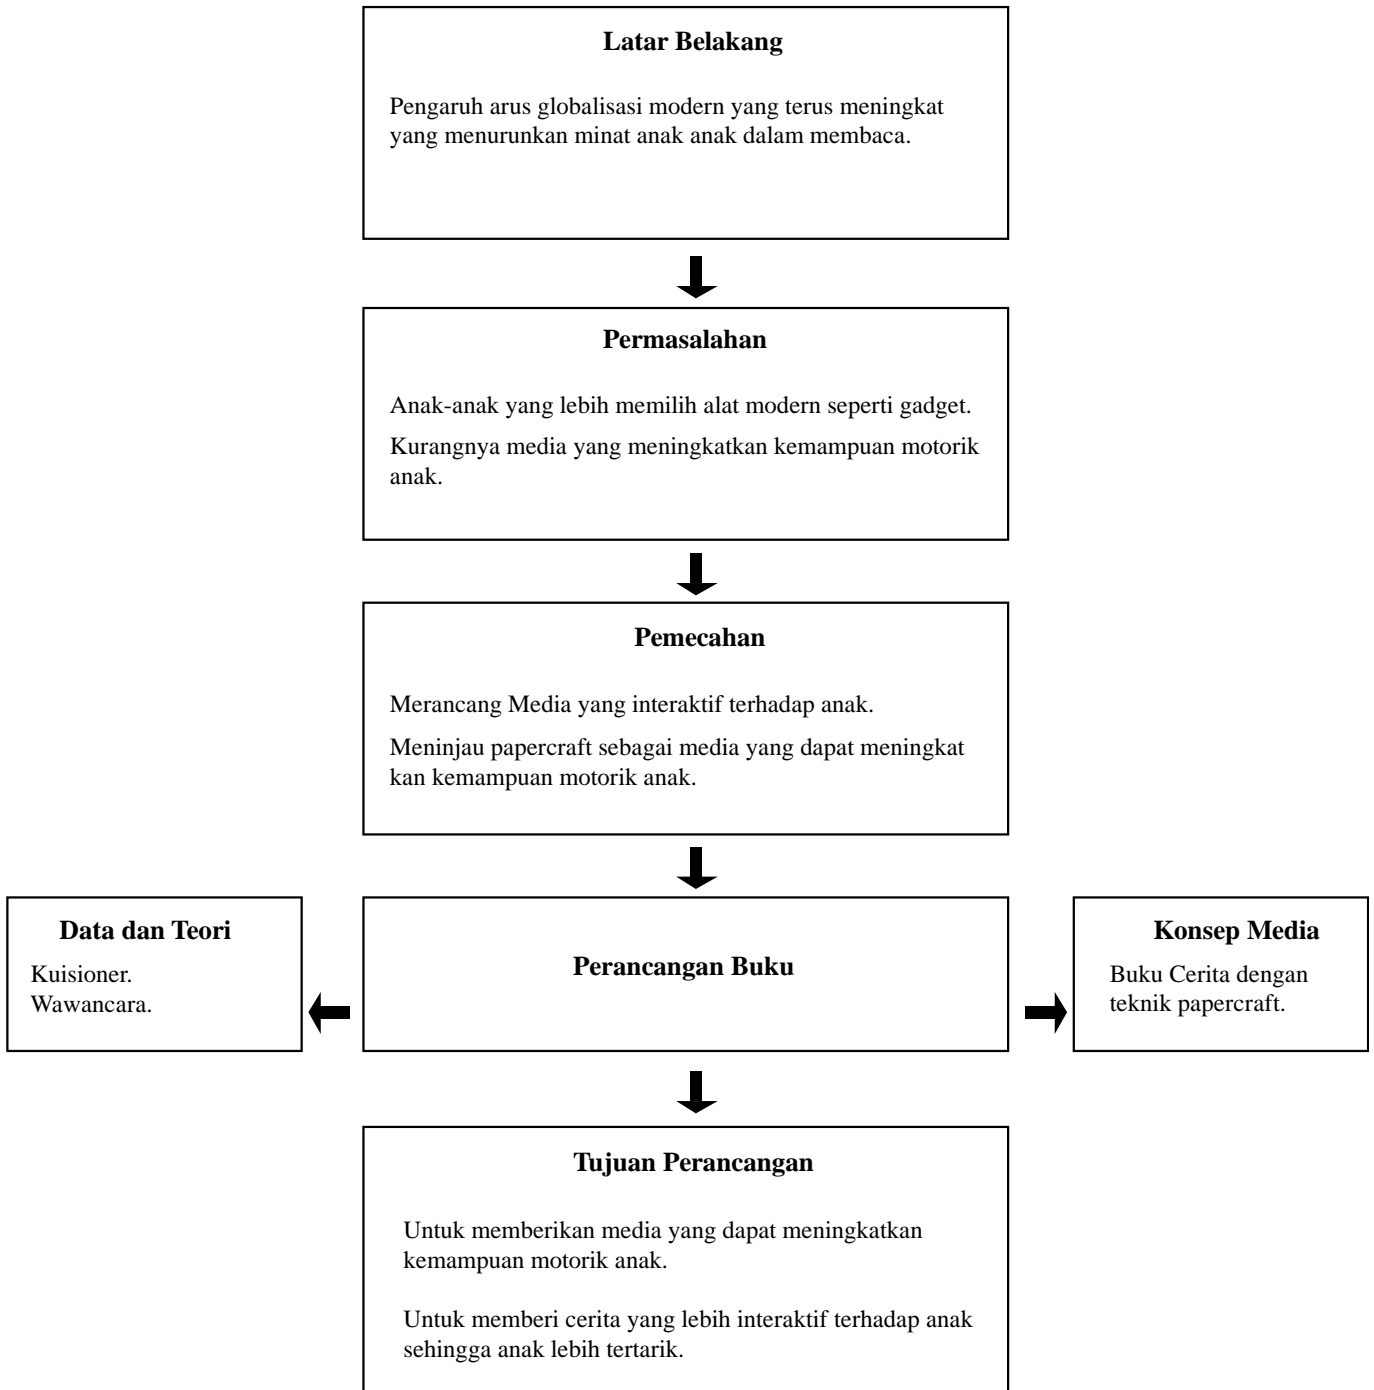 Latar Belakang
Pengaruh arus globalisasi modern yang terus meningkat
yang menurunkan minat anak anak dalam membaca.
Permasalahan
Anak-anak yang lebih memilih alat modern seperti gadget.
Kurangnya media yang meningkatkan kemampuan motorik
anak.
Pemecahan
Merancang Media yang interaktif terhadap anak.
Meninjau papercraft sebagai media yang dapat meningkat
kan kemampuan motorik anak.
Data dan Teori
Kuisioner.
Wawancara.
Perancangan Buku
Konsep Media
Buku Cerita dengan
teknik papercraft.
Tujuan Perancangan
Untuk memberikan media yang dapat meningkatkan
kemampuan motorik anak.
Untuk memberi cerita yang lebih interaktif terhadap anak
sehingga anak lebih tertarik.